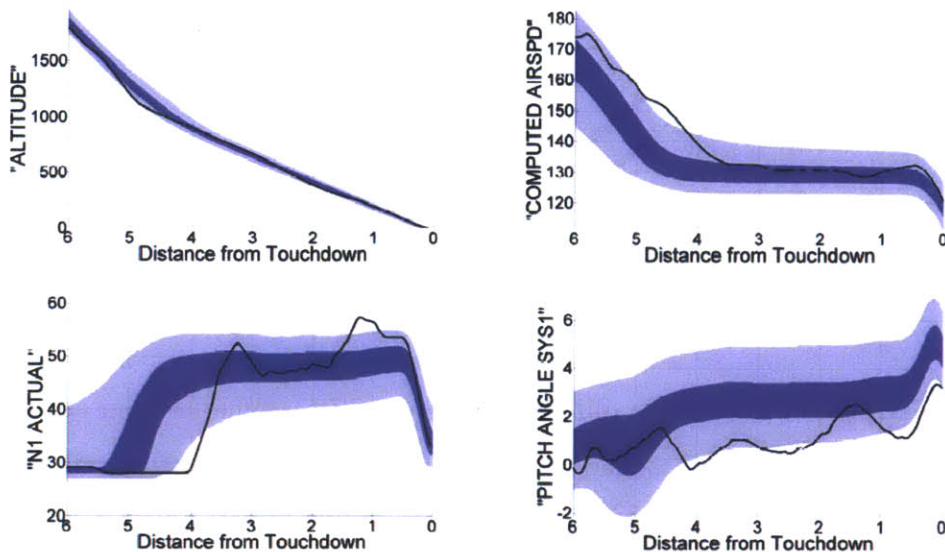 "ALTITUDE"
1500
1000
500
0
6 5 4 3 2 1 0
Distance from Touchdown
"COMPUTED AIRSPD"
180
170
160
150
140
130
120
6 5 4 3 2 1 0
Distance from Touchdown
"N1 ACTUAL"
60
50
40
30
20
6 5 4 3 2 1 0
Distance from Touchdown
"PITCH ANGLE SYS1"
6
4
2
0
-2
6 5 4 3 2 1 0
Distance from Touchdown